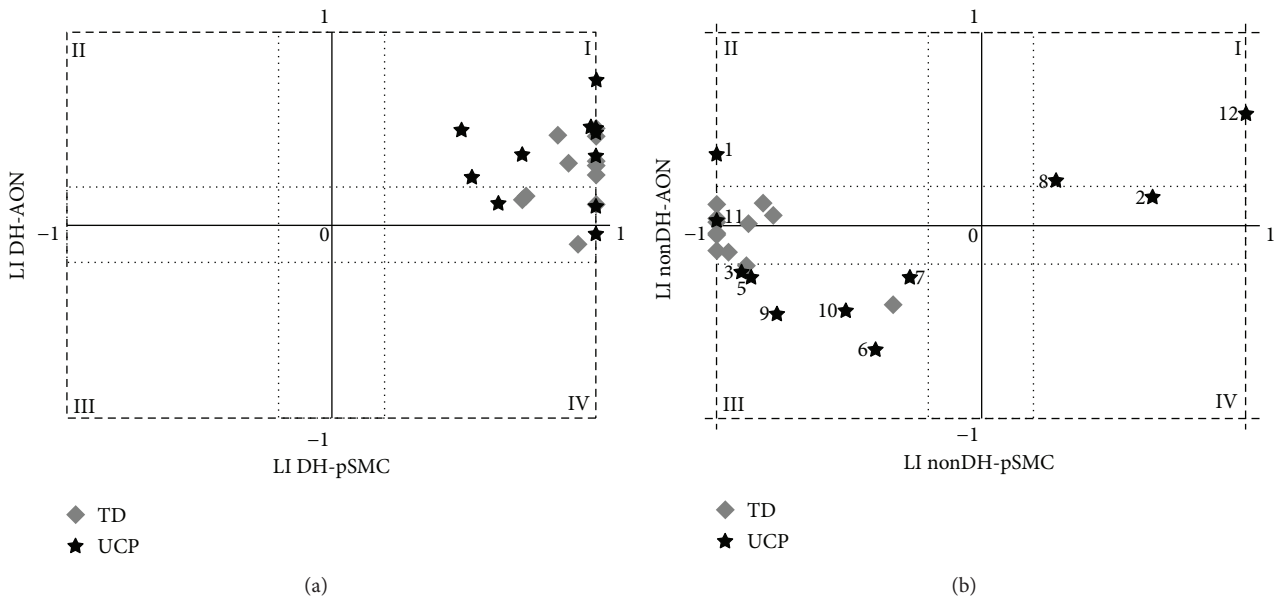 1
II
I
LI DH-AON
−1
0
1
III
IV
−1
LI DH-pSMC
TD
UCP
(a)
1
II
I
12
1
8
2
LI nonDH-AON
11
−1
0
1
3
5
7
9
10
6
III
IV
−1
LI nonDH-pSMC
TD
UCP
(b)